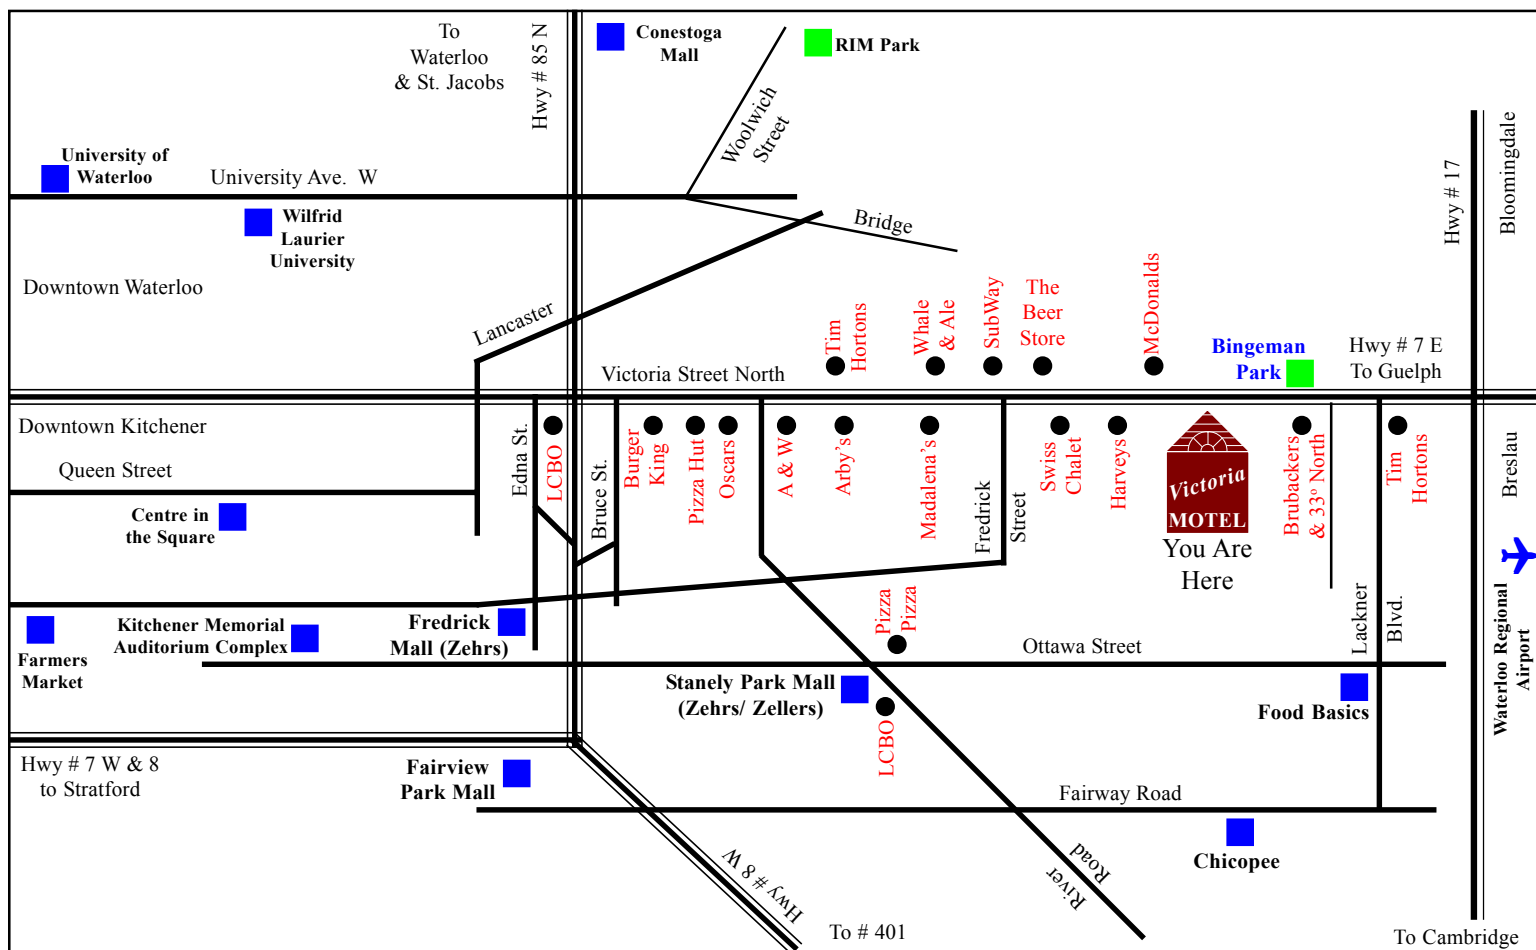 To
Waterloo
& St. Jacobs
Hwy # 85 N
Conestoga
Mall
RIM Park
Woolwich
Street
Hwy # 17
Bloomingdale
University of
Waterloo
University Ave.  W
Wilfrid
Laurier
University
Bridge
Downtown Waterloo
Lancaster
Tim
Hortons
Whale
& Ale
SubWay
The
Beer
Store
McDonalds
Bingeman
Park
Hwy # 7 E
To Guelph
Victoria Street North
Downtown Kitchener
Queen Street
Edna St.
LCBO
Bruce St.
Burger
King
Pizza Hut
Oscars
A & W
Arby's
Madalena's
Fredrick
Street
Swiss
Chalet
Harveys
Victoria
MOTEL
You Are
Here
Brubackers
& 33º North
Tim
Hortons
Breslau
Centre in
the Square
Farmers
Market
Kitchener Memorial
Auditorium Complex
Fredrick
Mall (Zehrs)
Pizza
Pizza
Ottawa Street
Lackner
Blvd.
Waterloo Regional
Airport
Stanely Park Mall
(Zehrs/ Zellers)
LCBO
Food Basics
Hwy # 7 W & 8
to Stratford
Fairview
Park Mall
Fairway Road
Chicopee
Hwy # 8 W
River
Road
To # 401
To Cambridge